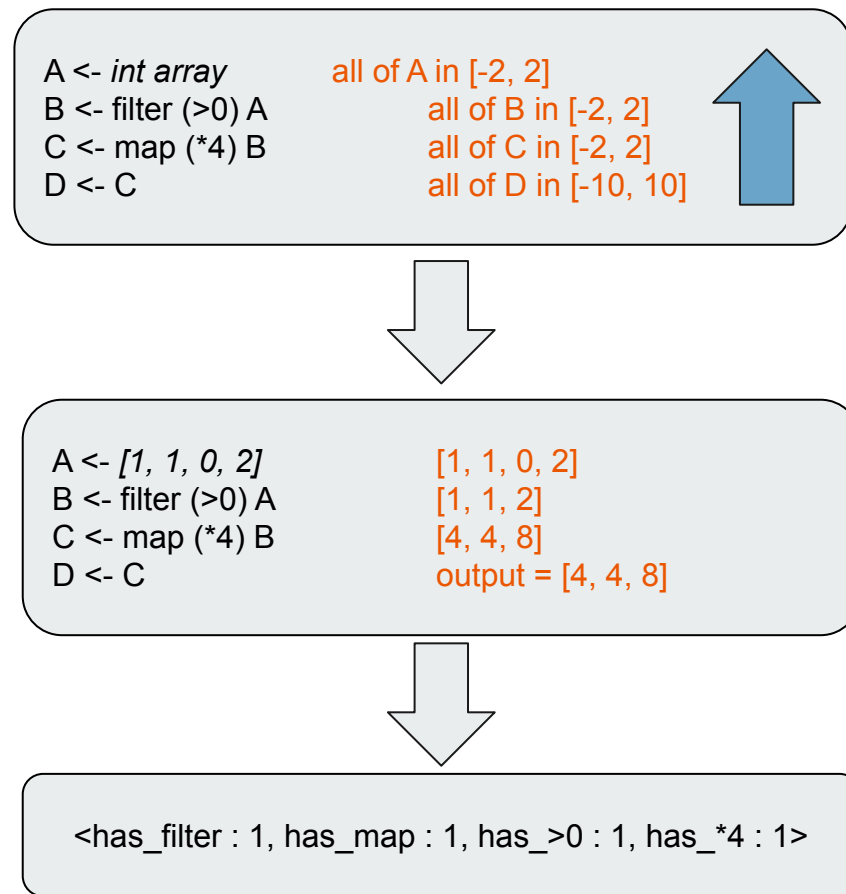 A <- int array all of A in [-2, 2]
B <- filter (>0) A all of B in [-2, 2]
C <- map (*4) B all of C in [-2, 2]
D <- C all of D in [-10, 10]
A <- [1, 1, 0, 2] [1, 1, 0, 2]
B <- filter (>0) A [1, 1, 2]
C <- map (*4) B [4, 4, 8]
D <- C output = [4, 4, 8]
<has_filter : 1, has_map : 1, has_>0 : 1, has_*4 : 1>